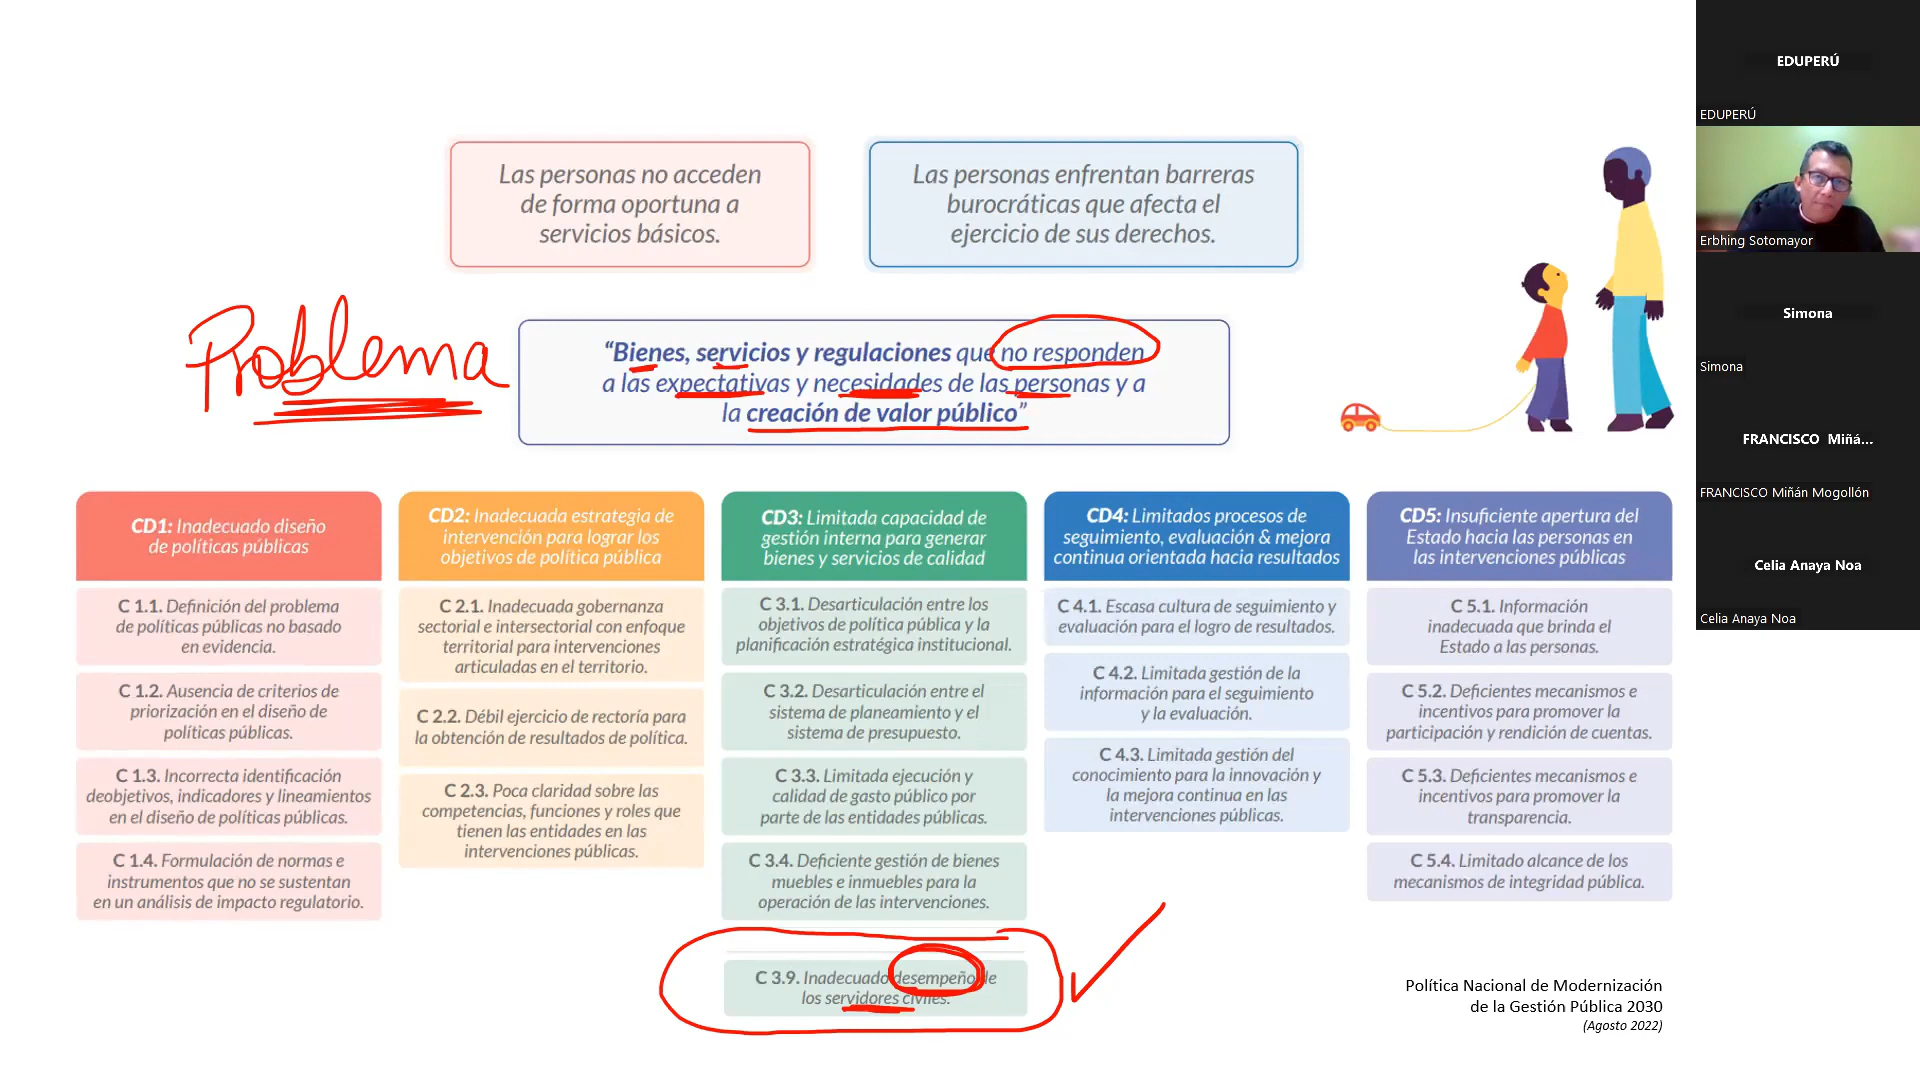 Las personas no acceden
de forma oportuna a
servicios básicos.
Las personas enfrentan barreras
burocráticas que afecta el
ejercicio de sus derechos.
Problema
“Bienes, servicios y regulaciones que no responden
a las expectativas y necesidades de las personas y a
la creación de valor público”
CD1: Inadecuado diseño
de políticas públicas
C 1.1. Definición del problema
de políticas públicas no basado
en evidencia.
C 1.2. Ausencia de criterios de
priorización en el diseño de
políticas públicas.
C 1.3. Incorrecta identificación
deobjetivos, indicadores y lineamientos
en el diseño de políticas públicas.
C 1.4. Formulación de normas e
instrumentos que no se sustentan
en un análisis de impacto regulatorio.
CD2: Inadecuada estrategia de
intervención para lograr los
objetivos de política pública
C 2.1. Inadecuada gobernanza
sectorial e intersectorial con enfoque
territorial para intervenciones
articuladas en el territorio.
C 2.2. Débil ejercicio de rectoría para
la obtención de resultados de política.
C 2.3. Poca claridad sobre las
competencias, funciones y roles que
tienen las entidades en las
intervenciones públicas.
CD3: Limitada capacidad de
gestión interna para generar
bienes y servicios de calidad
C 3.1. Desarticulación entre los
objetivos de política pública y la
planificación estratégica institucional.
C 3.2. Desarticulación entre el
sistema de planeamiento y el
sistema de presupuesto.
C 3.3. Limitada ejecución y
calidad de gasto público por
parte de las entidades públicas.
C 3.4. Deficiente gestión de bienes
muebles e inmuebles para la
operación de las intervenciones.
C 3.9. Inadecuado desempeño de
los servidores civiles.
CD4: Limitados procesos de
seguimiento, evaluación & mejora
continua orientada hacia resultados
C 4.1. Escasa cultura de seguimiento y
evaluación para el logro de resultados.
C 4.2. Limitada gestión de la
información para el seguimiento
y la evaluación.
C 4.3. Limitada gestión del
conocimiento para la innovación y
la mejora continua en las
intervenciones públicas.
CD5: Insuficiente apertura del
Estado hacia las personas en
las intervenciones públicas
C 5.1. Información
inadecuada que brinda el
Estado a las personas.
C 5.2. Deficientes mecanismos e
incentivos para promover la
participación y rendición de cuentas.
C 5.3. Deficientes mecanismos e
incentivos para promover la
transparencia.
C 5.4. Limitado alcance de los
mecanismos de integridad pública.
Política Nacional de Modernización
de la Gestión Pública 2030
(Agosto 2022)
EDUPERÚ
EDUPERÚ
Erbhing Sotomayor
Simona
Simona
FRANCISCO Miñá...
FRANCISCO Miñán Mogollón
Celia Anaya Noa
Celia Anaya Noa